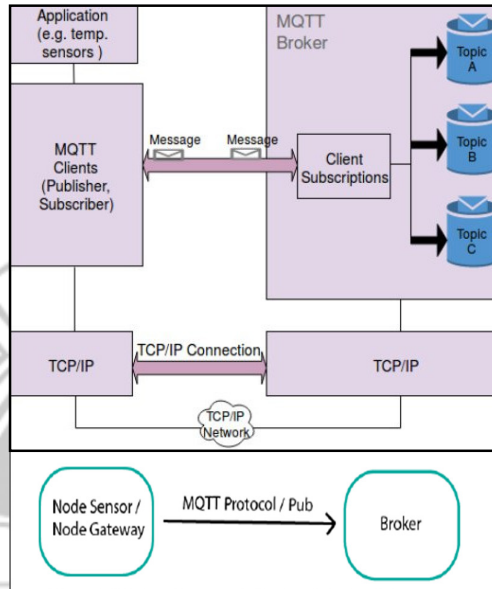 Application
(e.g. temp.
sensors )
MQTT
Broker
MQTT
Clients
(Publisher,
Subscriber)
Message
Message
Client
Subscriptions
Topic
A
Topic
B
Topic
C
TCP/IP
TCP/IP Connection
TCP/IP
TCP/IP
Network
Node Sensor /
Node Gateway
MQTT Protocol / Pub
Broker